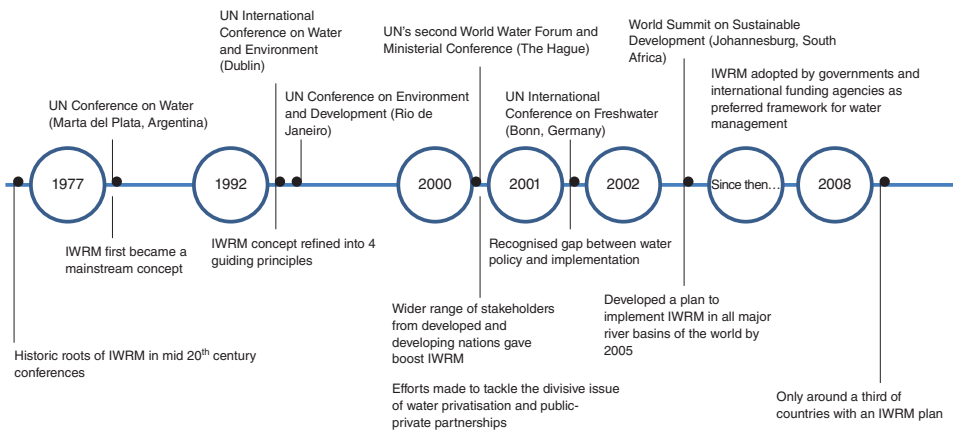 UN International
Conference on Water
and Environment
(Dublin)
UN's second World Water Forum and
Ministerial Conference (The Hague)
World Summit on Sustainable
Development (Johannesburg, South
Africa)
IWRM adopted by governments and
international funding agencies as
preferred framework for water
management
UN Conference on Water
(Marta del Plata, Argentina)
UN Conference on Environment
and Development (Rio de
Janeiro)
UN International
Conference on Freshwater
(Bonn, Germany)
1977
1992
2000
2001
2002
Since then…
2008
IWRM first became a
mainstream concept
IWRM concept refined into 4
guiding principles
Recognised gap between water
policy and implementation
Wider range of stakeholders
from developed and
developing nations gave
boost IWRM
Developed a plan to
implement IWRM in all major
river basins of the world by
2005
Historic roots of IWRM in mid 20th century
conferences
Efforts made to tackle the divisive issue
of water privatisation and public-
private partnerships
Only around a third of
countries with an IWRM plan